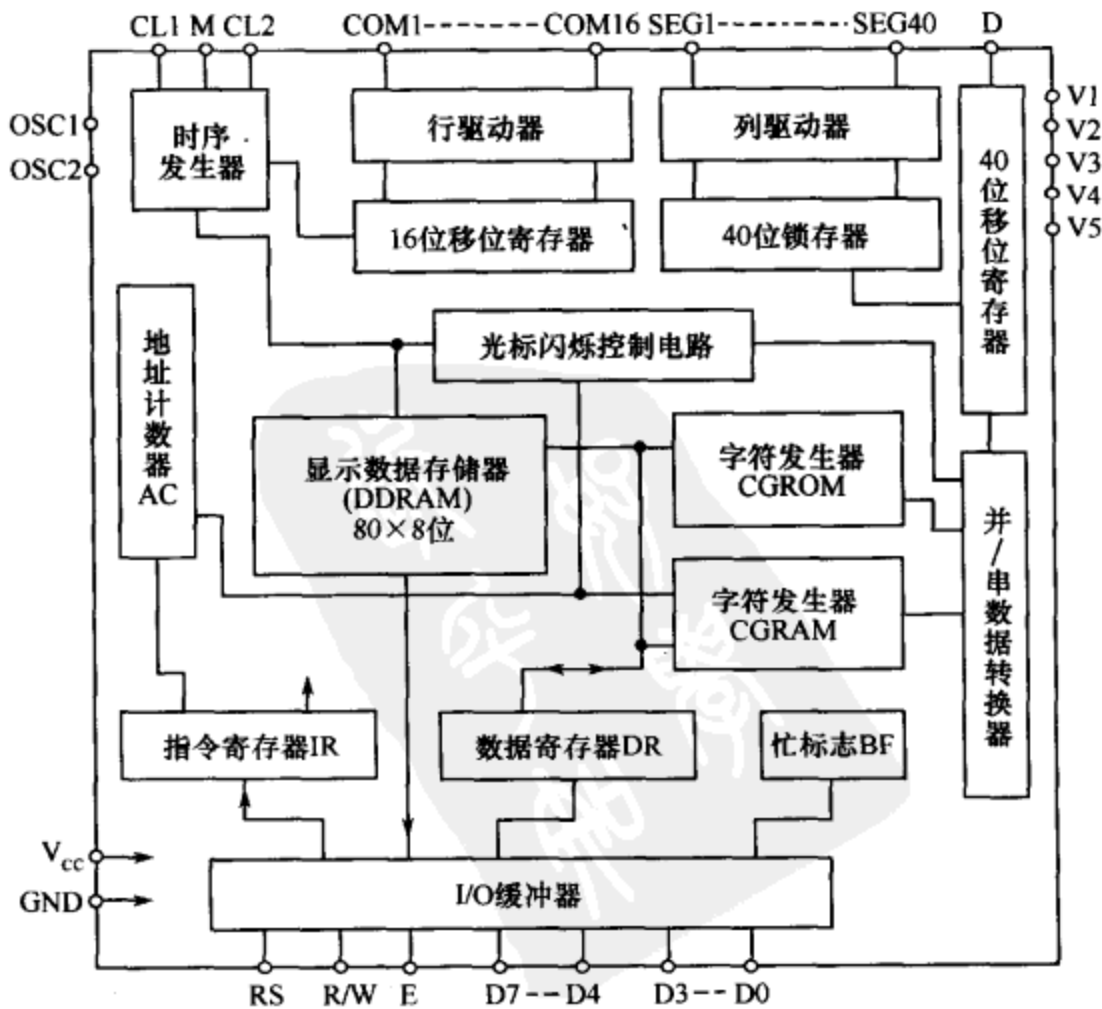 CL1 M CL2 COM1 COM16 SEG1 SEG40 D
OSC1
OSC2
V1
V2
V3
V4
V5
时序
发生器
行驱动器
列驱动器
40位移位寄存器
16位移位寄存器
40位锁存器
地址计数器
AC
光标闪烁控制电路
显示数据存储器
(DDRAM)
80×8位
字符发生器
CGROM
字符发生器
CGRAM
并/串数据转换器
指令寄存器IR
数据寄存器DR
忙标志BF
Vcc
GND
I/O缓冲器
RS R/W E D7 D4 D3 D0